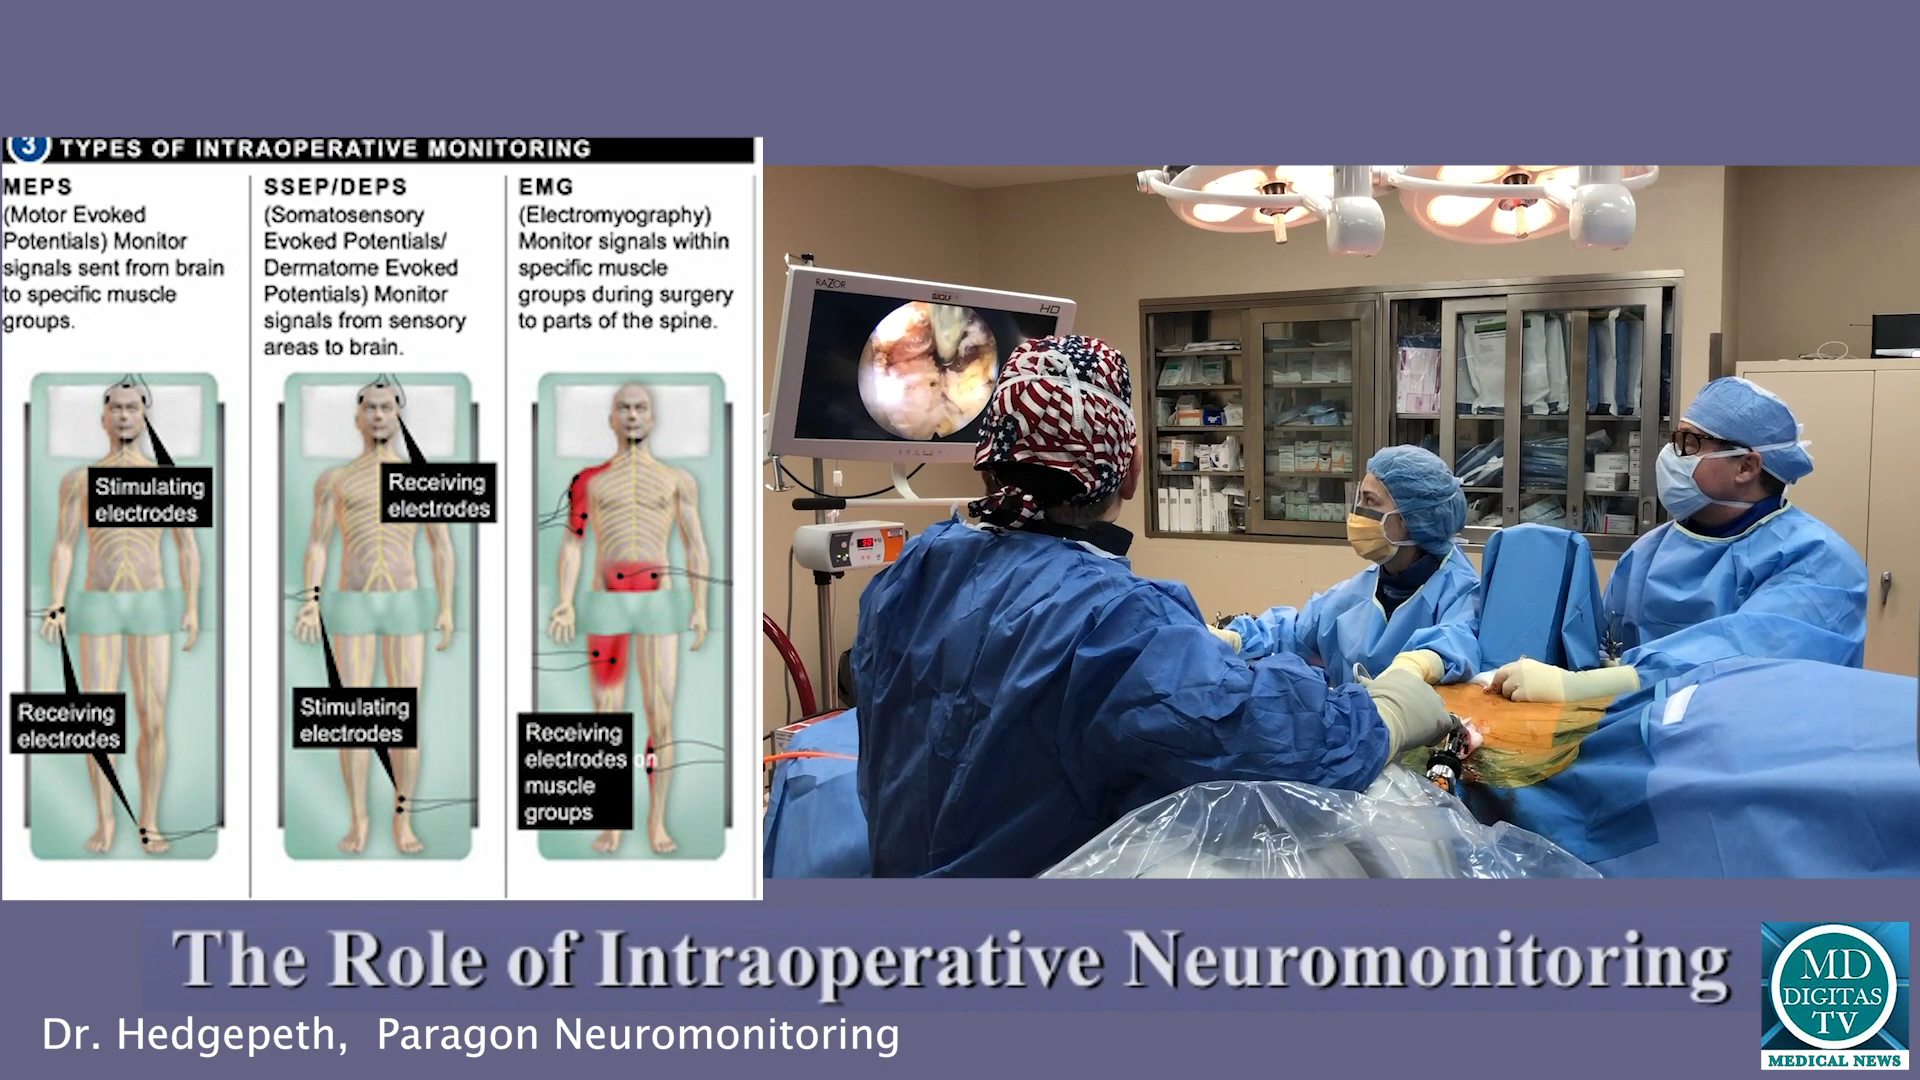 3 TYPES OF INTRAOPERATIVE MONITORING
MEPS
(Motor Evoked
Potentials) Monitor
signals sent from brain
to specific muscle
groups.
Stimulating
electrodes
Receiving
electrodes
SSEP/DEPS
(Somatosensory
Evoked Potentials/
Dermatome Evoked
Potentials) Monitor
signals from sensory
areas to brain.
Receiving
electrodes
Stimulating
electrodes
EMG
(Electromyography)
Monitor signals within
specific muscle
groups during surgery
to parts of the spine.
Receiving
electrodes on
muscle
groups
RAZOR
WOLF
HD
The Role of Intraoperative Neuromonitoring
Dr. Hedgepeth, Paragon Neuromonitoring
MD
DIGITAS
TV
MEDICAL NEWS